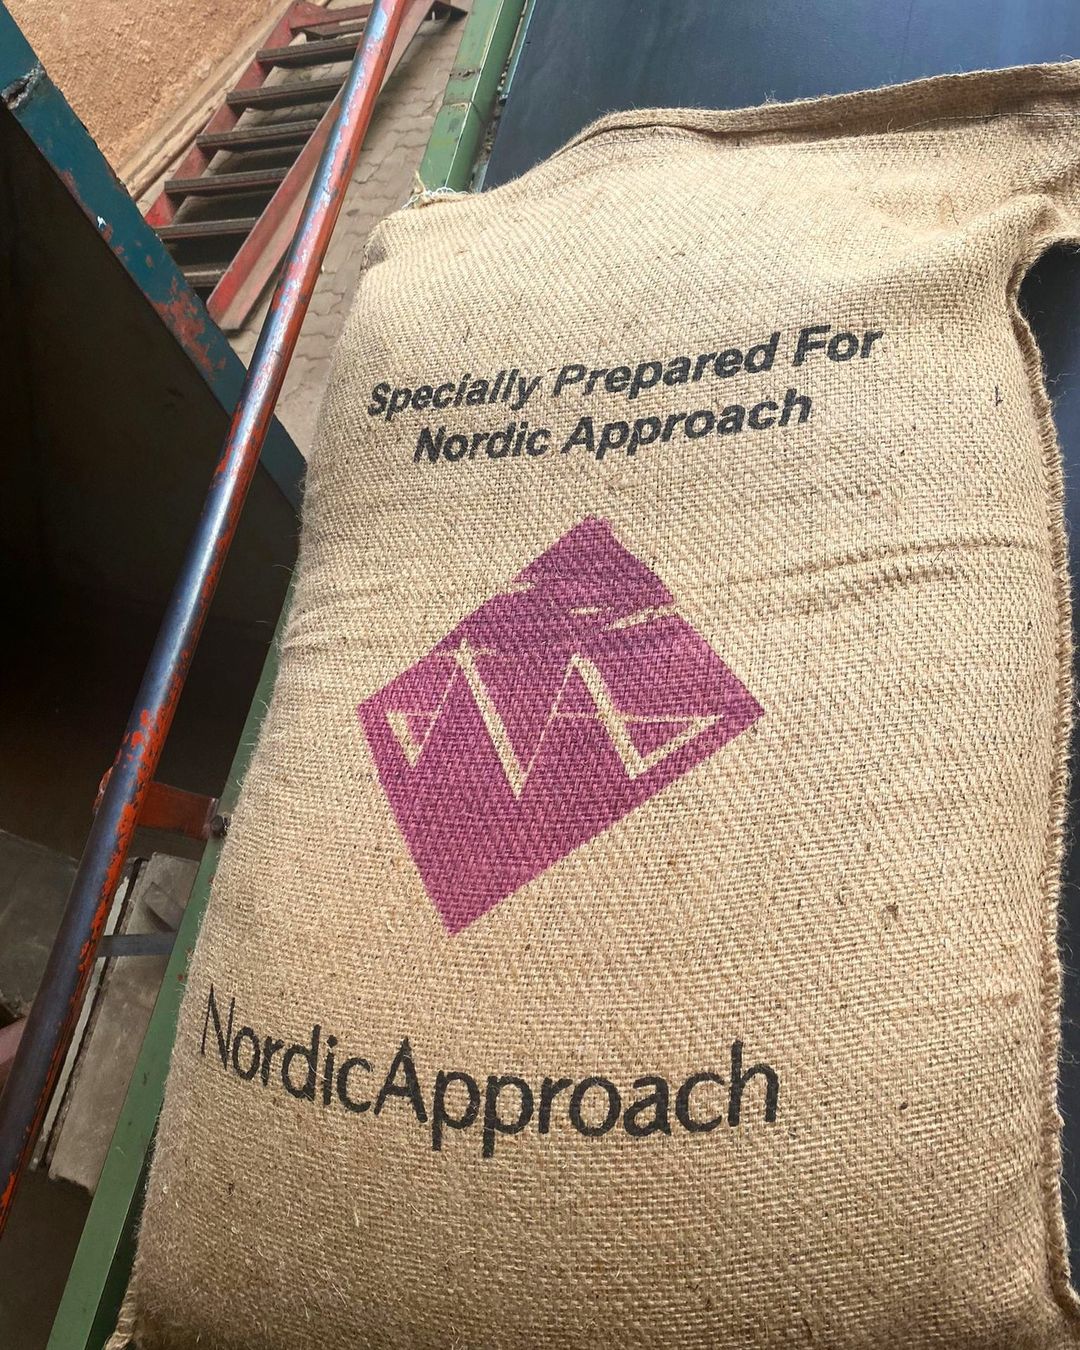 Specially Prepared For
Nordic Approach
NordicApproach